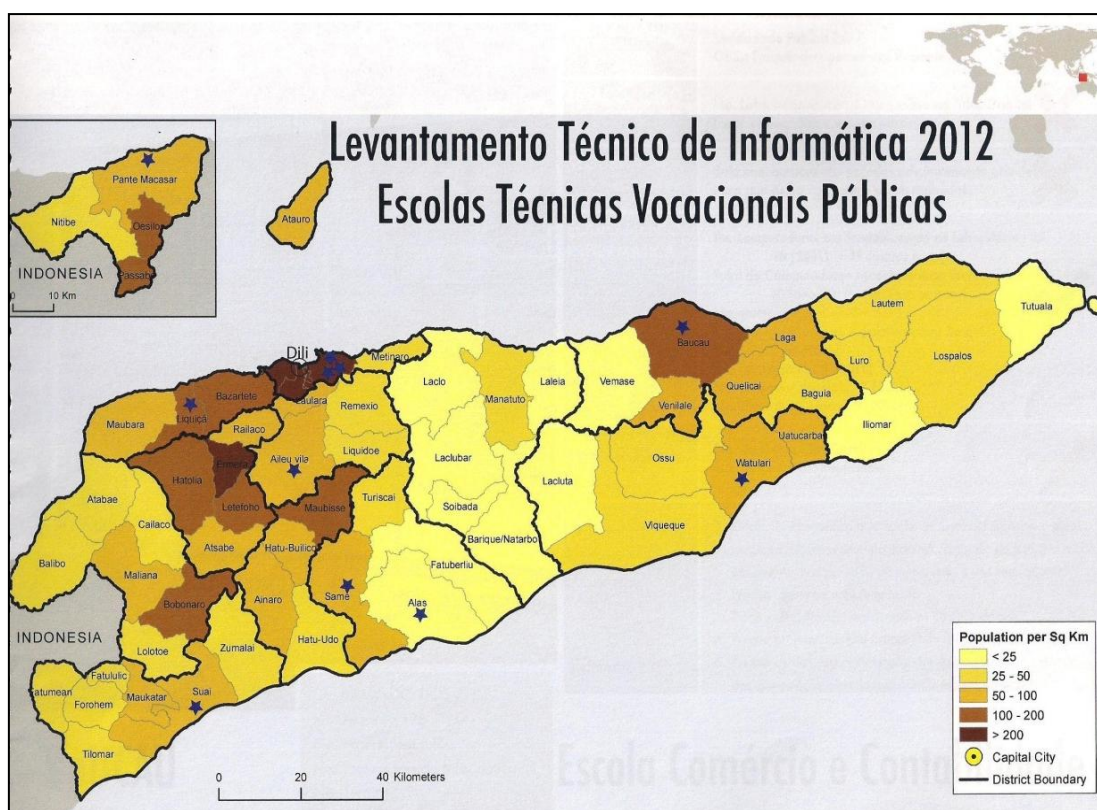 Levantamento Técnico de Informática 2012
Escolas Técnicas Vocacionais Públicas
Pante Macasar
Nitibe
Oesilo
Passabe
INDONESIA
0 10 Km
Atauro
Dili
Metinaro
Laulara
Bazartete
Liquiçá
Maubara
Railaco
Remexio
Aileu vila
Liquidoe
Ermera
Hatolia
Letefoho
Atsabe
Maubisse
Turiscai
Hatu-Builico
Atabae
Cailaco
Balibo
Maliana
Bobonaro
Lolotoe
Ainaro
Same
Hatu-Udo
Zumalai
Alas
Fatuberliu
INDONESIA
Fatumean
Fatululic
Forohem
Maukatar
Suai
Tilomar
Laclo
Manatuto
Laleia
Laclubar
Soibada
Barique/Natarbo
Vemase
Baucau
Venilale
Laga
Quelicai
Baguia
Lacluta
Ossu
Viqueque
Watulari
Uatucarba
Lautem
Luro
Lospalos
Tutuala
Iliomar
0 20 40 Kilometers
Population per Sq Km
< 25
25 - 50
50 - 100
100 - 200
> 200
Capital City
District Boundary
Escola Comércio e